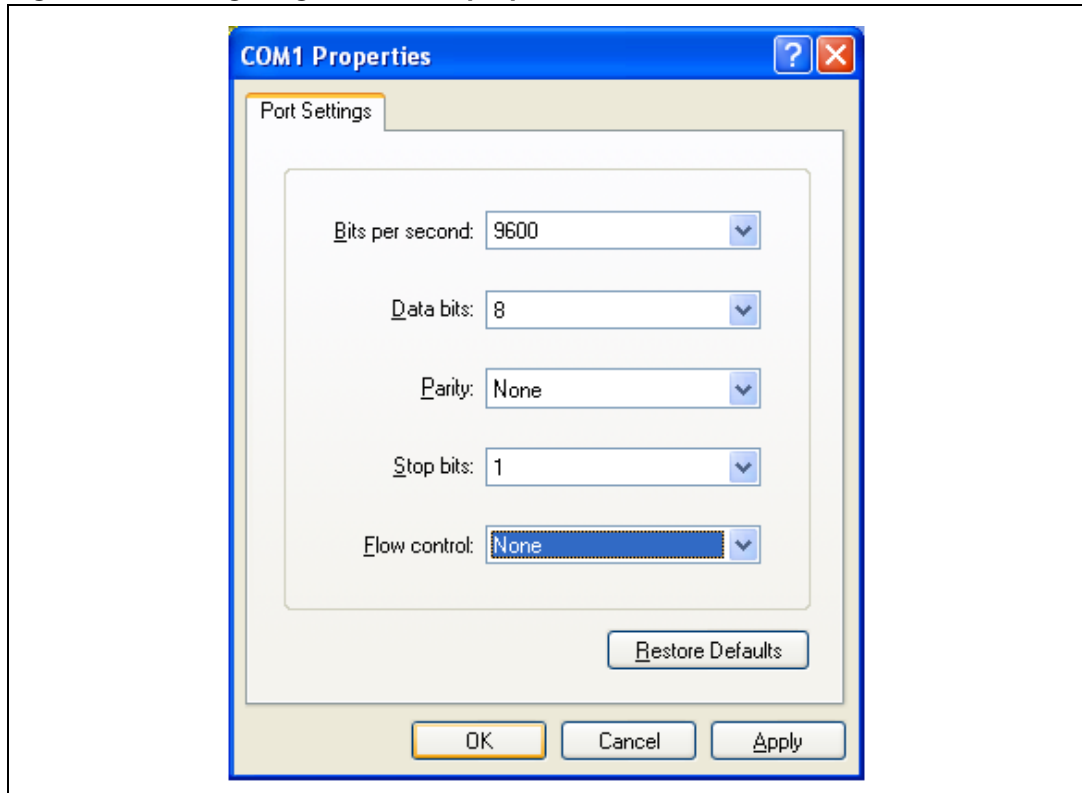 COM1 Properties
Port Settings
Bits per second: 9600
Data bits: 8
Parity: None
Stop bits: 1
Flow control: None
Restore Defaults
OK Cancel Apply